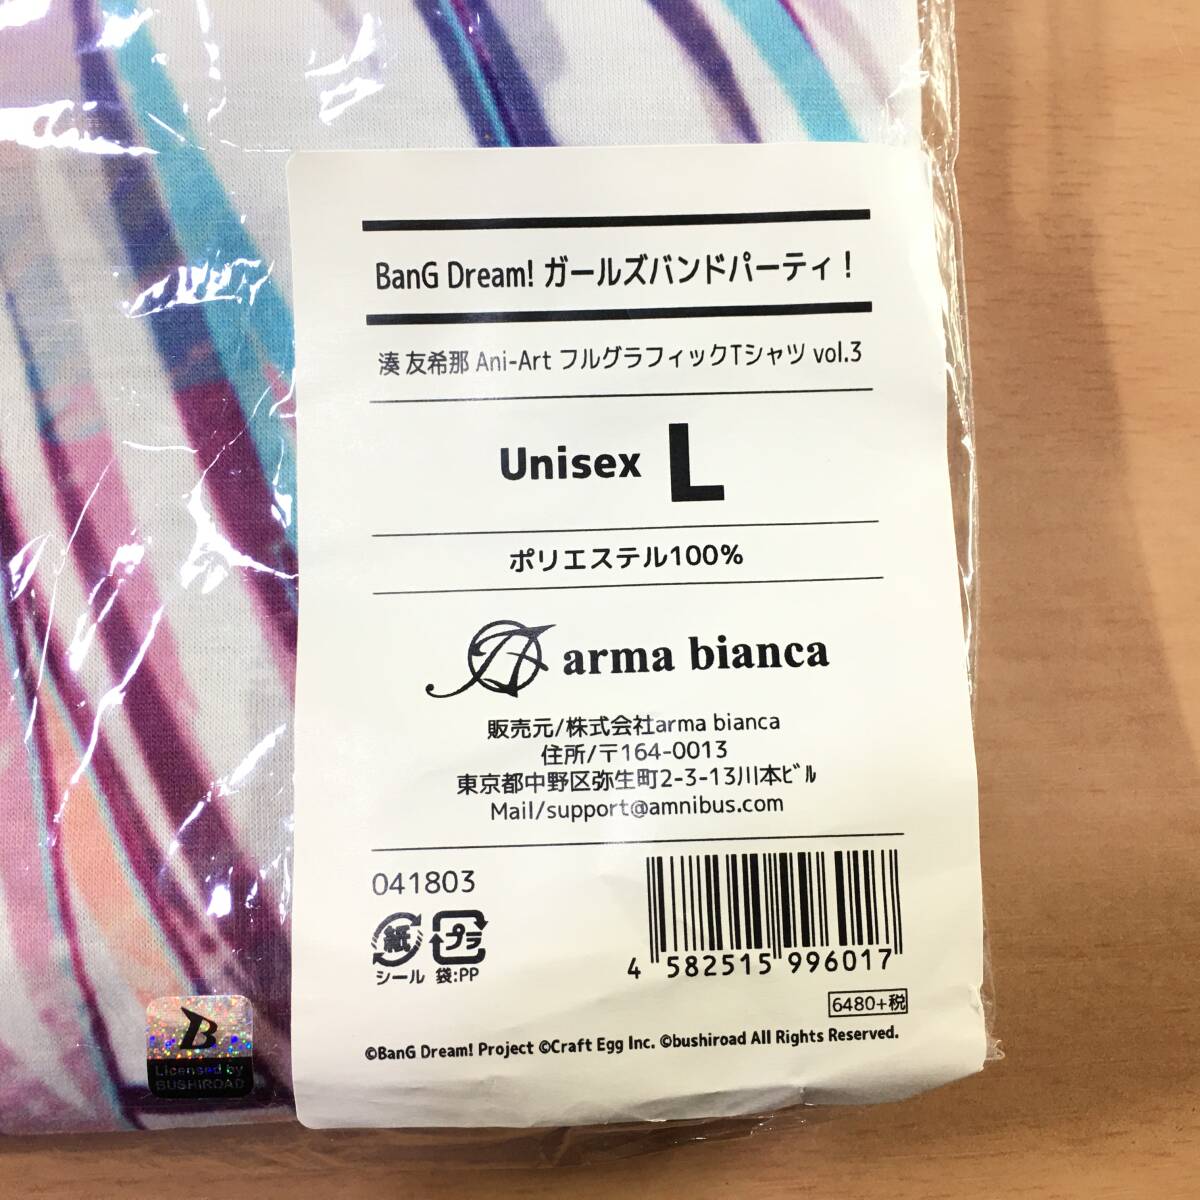 BanG Dream! ガールズバンドパーティ！
湊 友希那 Ani-Art フルグラフィックTシャツ vol.3
Unisex L
ポリエステル100%
arma bianca
販売元/株式会社arma bianca
住所/〒164-0013
東京都中野区弥生町2-3-13川本ﾋﾞﾙ
Mail/support@amnibus.com
041803
紙 プラ
シール 袋:PP
4 582515 996017
6480+税
©BanG Dream! Project ©Craft Egg Inc. ©bushiroad All Rights Reserved.
B
Licensed by
BUSHIROAD